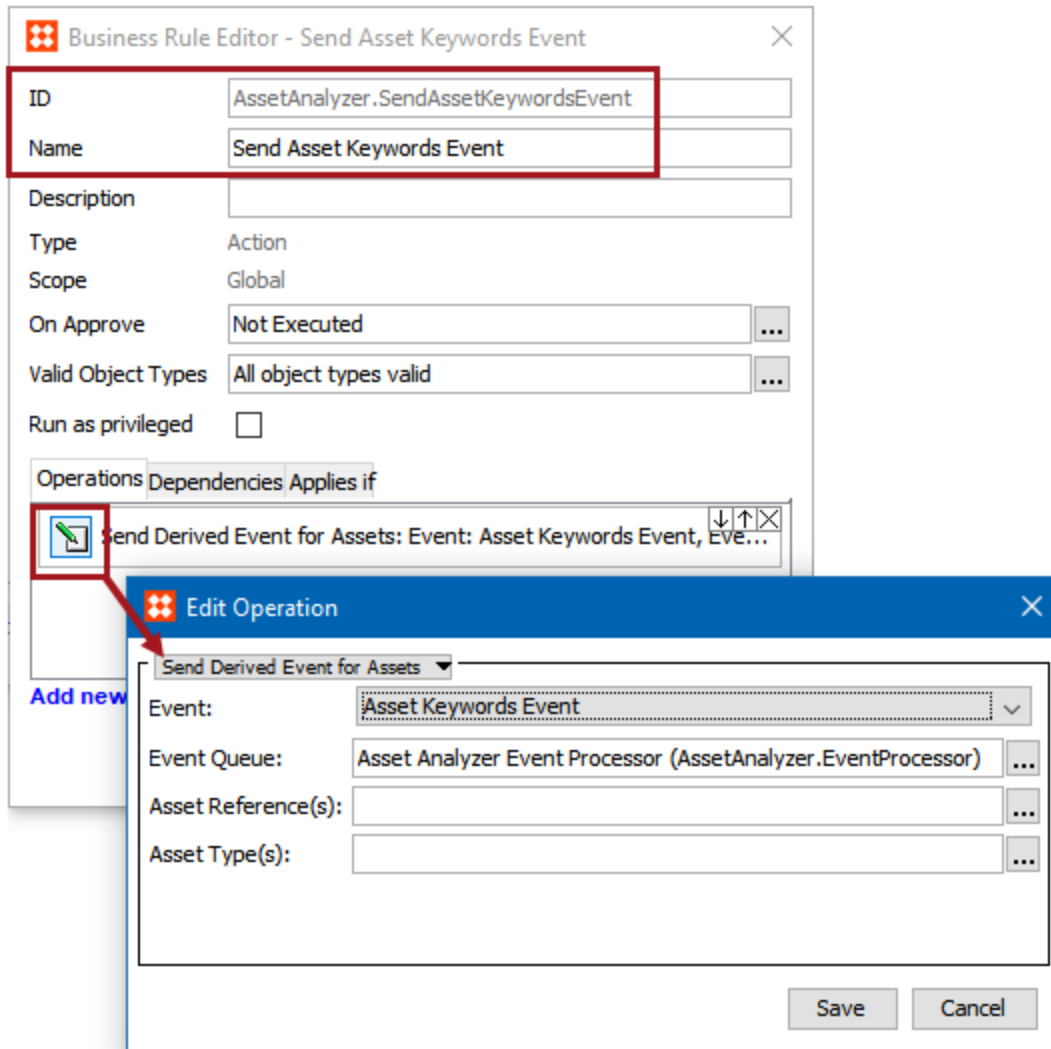 Business Rule Editor - Send Asset Keywords Event
ID AssetAnalyzer.SendAssetKeywordsEvent
Name Send Asset Keywords Event
Description
Type Action
Scope Global
On Approve Not Executed ...
Valid Object Types All object types valid ...
Run as privileged
Operations Dependencies Applies if
Send Derived Event for Assets: Event: Asset Keywords Event, Eve...
Add new
Edit Operation
Send Derived Event for Assets
Event: Asset Keywords Event
Event Queue: Asset Analyzer Event Processor (AssetAnalyzer.EventProcessor) ...
Asset Reference(s): ...
Asset Type(s): ...
Save Cancel